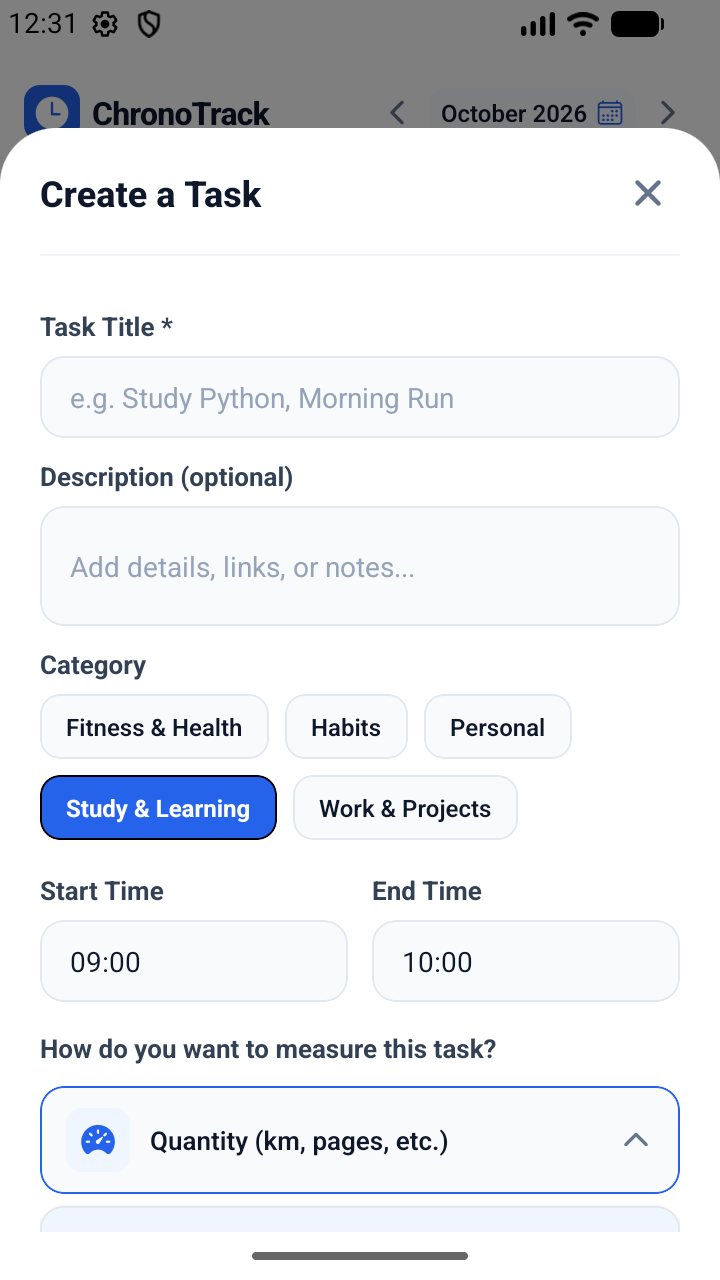 12:31
ChronoTrack
October 2026
Create a Task
Task Title *
e.g. Study Python, Morning Run
Description (optional)
Add details, links, or notes...
Category
Fitness & Health
Habits
Personal
Study & Learning
Work & Projects
Start Time
End Time
09:00
10:00
How do you want to measure this task?
Quantity (km, pages, etc.)